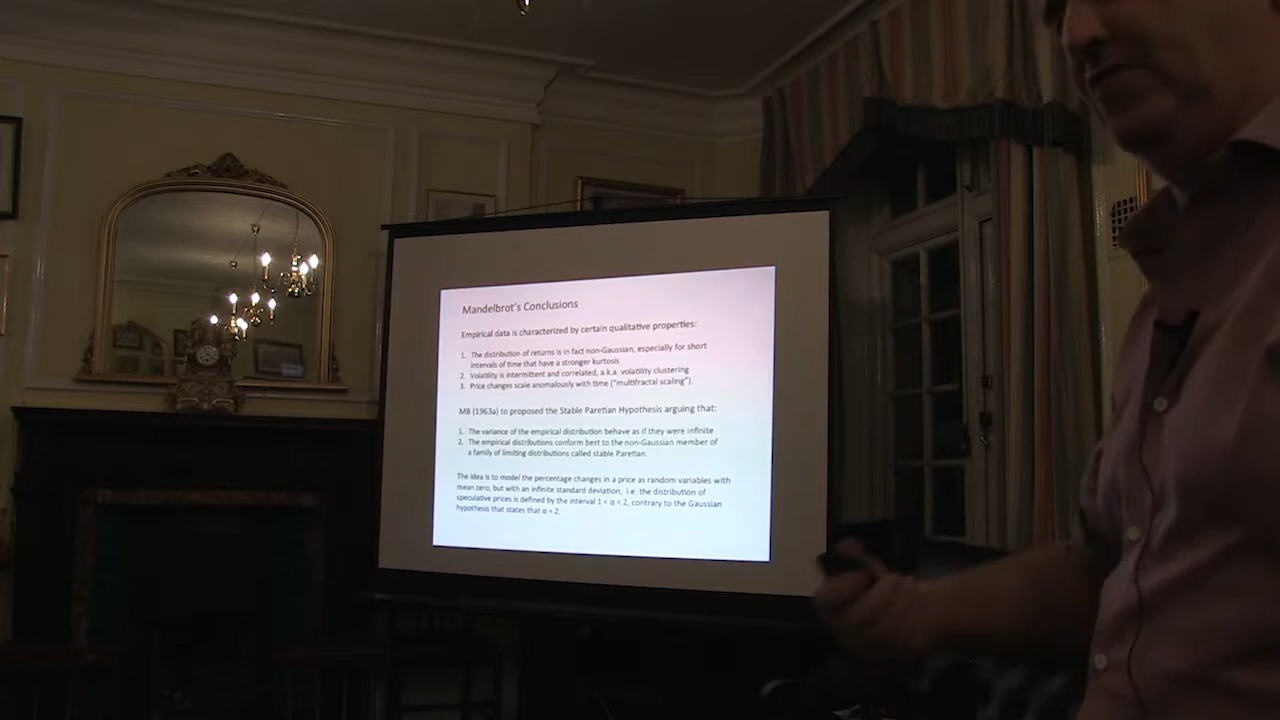 Mandelbrot's Conclusions
Empirical data is characterized by certain qualitative properties:
1. The distribution of returns is in fact non-Gaussian, especially for short
intervals of time that have a stronger kurtosis
2. Volatility is intermittent and correlated, a.k.a. volatility clustering
3. Price changes scale anomalously with time ("multifractal scaling").
MB (1963a) to proposed the Stable Paretian Hypothesis arguing that:
1. The variance of the empirical distribution behave as if they were infinite
2. The empirical distributions conform best to the non-Gaussian member of
a family of limiting distributions called stable Paretian.
The idea is to model the percentage changes in a price as random variables with
mean zero, but with an infinite standard deviation, i.e. the distribution of
speculative prices is defined by the interval 1 < α < 2, contrary to the Gaussian
hypothesis that states that α = 2.